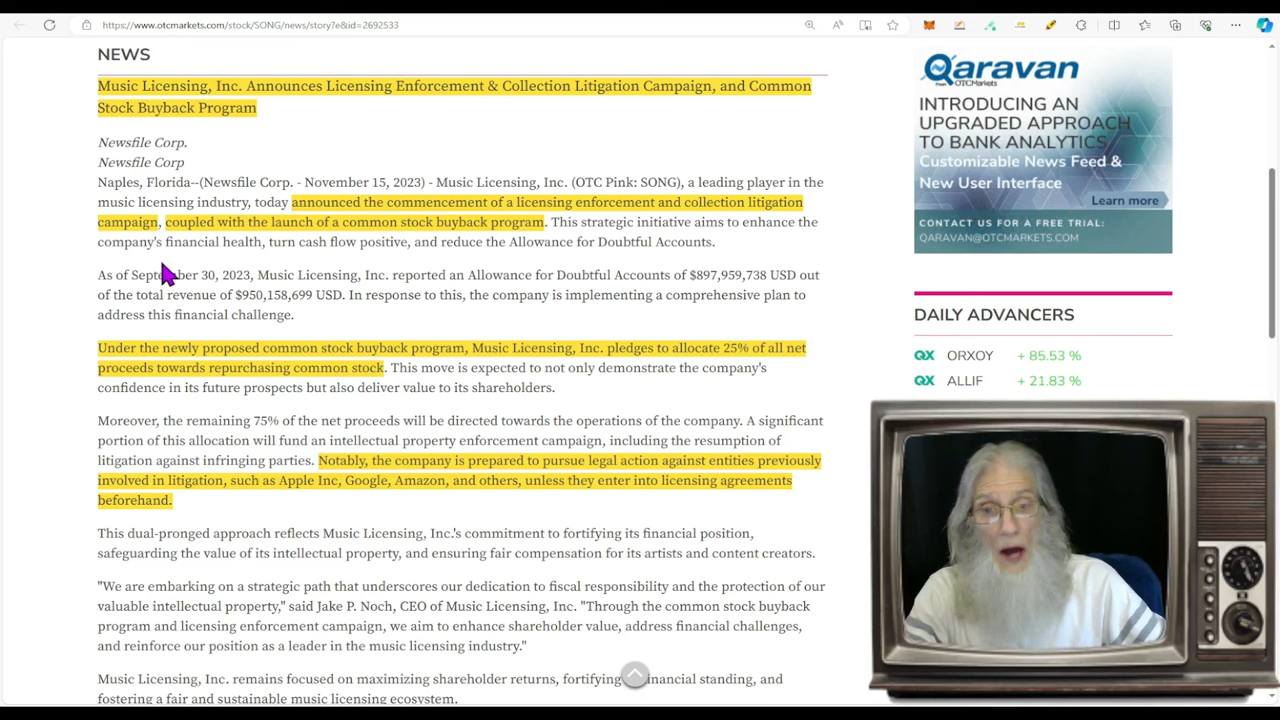 https://www.otcmarkets.com/stock/SONG/news/story?e&id=2692533
NEWS
Music Licensing, Inc. Announces Licensing Enforcement & Collection Litigation Campaign, and Common
Stock Buyback Program
Newsfile Corp.
Newsfile Corp
Naples, Florida--(Newsfile Corp. - November 15, 2023) - Music Licensing, Inc. (OTC Pink: SONG), a leading player in the
music licensing industry, today announced the commencement of a licensing enforcement and collection litigation
campaign, coupled with the launch of a common stock buyback program. This strategic initiative aims to enhance the
company's financial health, turn cash flow positive, and reduce the Allowance for Doubtful Accounts.
As of September 30, 2023, Music Licensing, Inc. reported an Allowance for Doubtful Accounts of $897,959,738 USD out
of the total revenue of $950,158,699 USD. In response to this, the company is implementing a comprehensive plan to
address this financial challenge.
Under the newly proposed common stock buyback program, Music Licensing, Inc. pledges to allocate 25% of all net
proceeds towards repurchasing common stock. This move is expected to not only demonstrate the company's
confidence in its future prospects but also deliver value to its shareholders.
Moreover, the remaining 75% of the net proceeds will be directed towards the operations of the company. A significant
portion of this allocation will fund an intellectual property enforcement campaign, including the resumption of
litigation against infringing parties. Notably, the company is prepared to pursue legal action against entities previously
involved in litigation, such as Apple Inc, Google, Amazon, and others, unless they enter into licensing agreements
beforehand.
This dual-pronged approach reflects Music Licensing, Inc.'s commitment to fortifying its financial position,
safeguarding the value of its intellectual property, and ensuring fair compensation for its artists and content creators.
"We are embarking on a strategic path that underscores our dedication to fiscal responsibility and the protection of our
valuable intellectual property," said Jake P. Noch, CEO of Music Licensing, Inc. "Through the common stock buyback
program and licensing enforcement campaign, we aim to enhance shareholder value, address financial challenges,
and reinforce our position as a leader in the music licensing industry."
Music Licensing, Inc. remains focused on maximizing shareholder returns, fortifying financial standing, and
fostering a fair and sustainable music licensing ecosystem.
Qaravan
OTCMarkets
INTRODUCING AN
UPGRADED APPROACH
TO BANK ANALYTICS
Customizable News Feed &
New User Interface
Learn more
CONTACT US FOR A FREE TRIAL:
QARAVAN@OTCMARKETS.COM
DAILY ADVANCERS
QX ORXOY + 85.53 %
QX ALLIF + 21.83 %